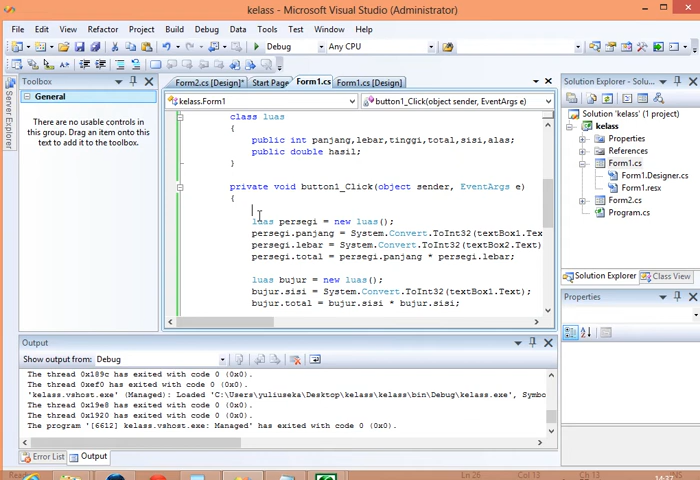 kelass - Microsoft Visual Studio (Administrator)
File Edit View Refactor Project Build Debug Data Tools Test Window Help
Debug Any CPU
Toolbox
General
There are no usable controls in
this group. Drag an item onto this
text to add it to the toolbox.
Server Explorer
Form2.cs [Design]* Start Page Form1.cs Form1.cs [Design]
kelass.Form1 button1_Click(object sender, EventArgs e)
class luas
{
public int panjang,lebar,tinggi,total,sisi,alas;
public double hasil;
}
private void button1_Click(object sender, EventArgs e)
{
luas persegi = new luas();
persegi.panjang = System.Convert.ToInt32(textBox1.Tex
persegi.lebar = System.Convert.ToInt32(textBox2.Text)
persegi.total = persegi.panjang * persegi.lebar;
luas bujur = new luas();
bujur.sisi = System.Convert.ToInt32(textBox1.Text);
bujur.total = bujur.sisi * bujur.sisi;
Solution Explorer - Solution
Solution 'kelass' (1 project)
kelass
Properties
References
Form1.cs
Form1.Designer.cs
Form1.resx
Form2.cs
Program.cs
Solution Explorer Class View
Properties
Output
Show output from: Debug
The thread 0x189c has exited with code 0 (0x0).
The thread 0xef0 has exited with code 0 (0x0).
'kelass.vshost.exe' (Managed): Loaded 'C:\Users\yuliuseka\Desktop\kelass\kelass\bin\Debug\kelass.exe', Symbo
The thread 0x19e8 has exited with code 0 (0x0).
The thread 0x1920 has exited with code 0 (0x0).
The program '[6612] kelass.vshost.exe: Managed' has exited with code 0 (0x0).
Error List Output
Ln 26 Col 13 Ch 13 INS